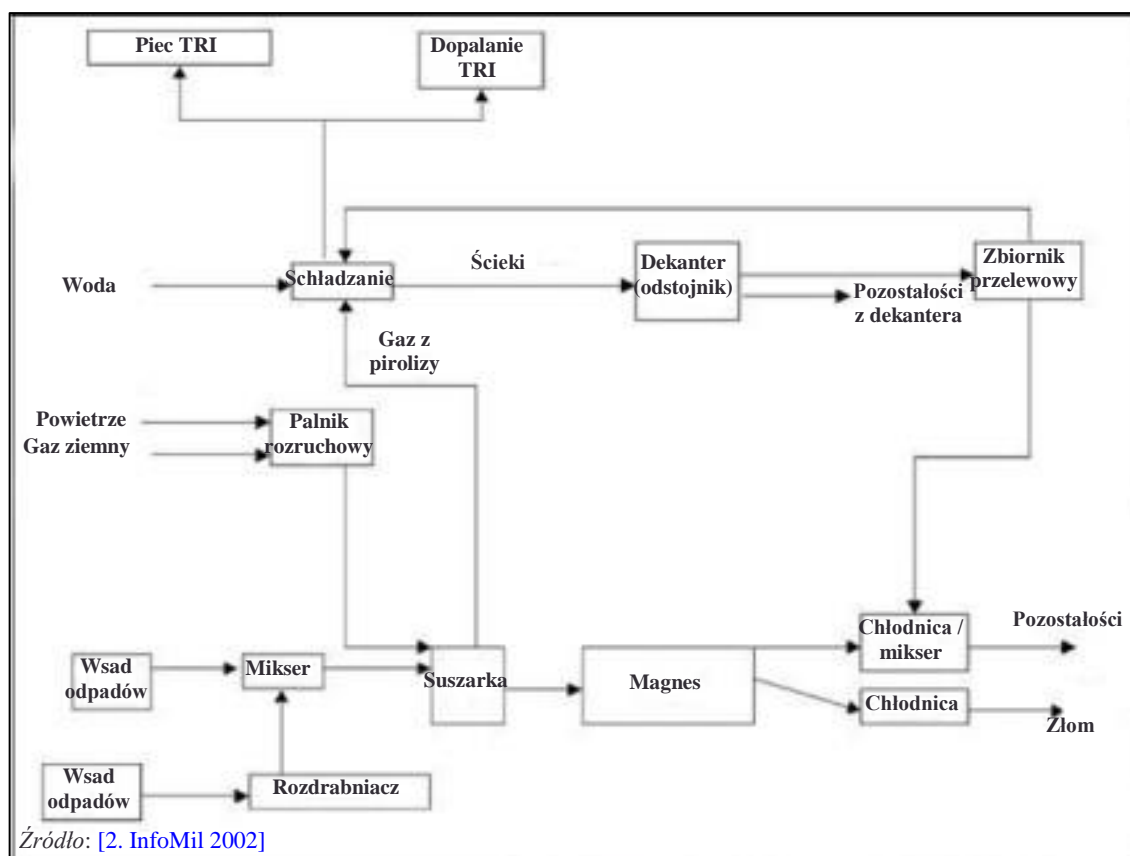 Piec TRI
Dopalanie
TRI
Woda
Schładzanie
Ścieki
Dekanter
(odstojnik)
Pozostałości
z dekantera
Zbiornik
przelewowy
Gaz z
pirolizy
Powietrze
Gaz ziemny
Palnik
rozruchowy
Wsad
odpadów
Mikser
Suszarka
Magnes
Chłodnica /
mikser
Pozostałości
Chłodnica
Złom
Wsad
odpadów
Rozdrabniacz
Źródło: [2. InfoMil 2002]